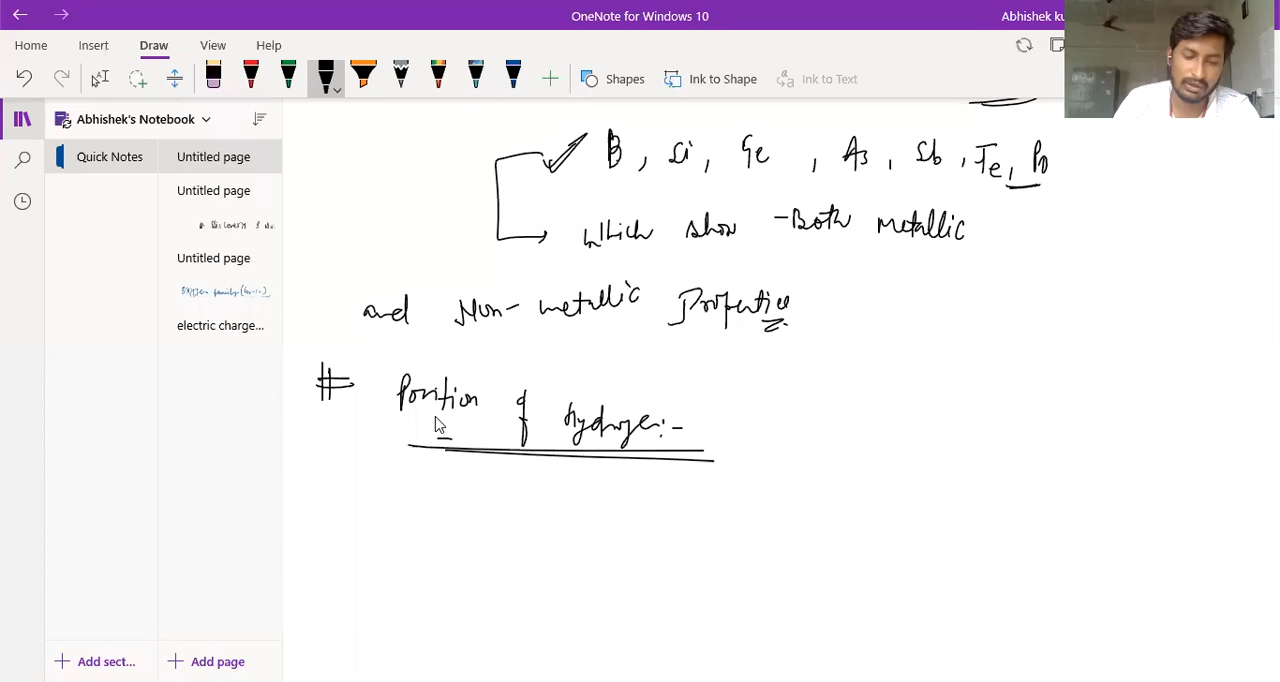 OneNote for Windows 10
Abhishek ku
Home Insert Draw View Help
Shapes Ink to Shape Ink to Text
Abhishek's Notebook
Quick Notes
Untitled page
Untitled page
Untitled page
electric charge...
B, Si, Ge, As, Sb, Te, Po
which show -Both metallic
and Non-metallic Properties
# Position of Hydrogen:-
+ Add sect... + Add page